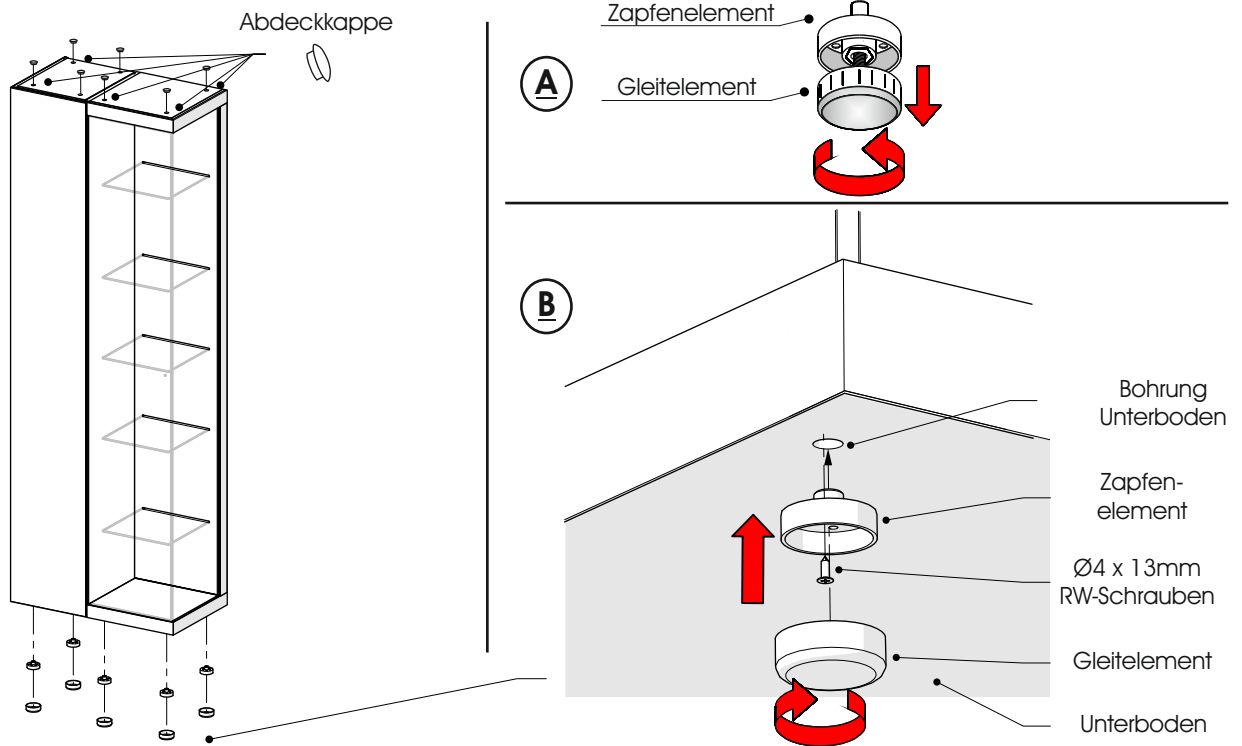 Abdeckkappe
A
Zapfenelement
Gleitelement
B
Bohrung
Unterboden
Zapfen-
element
Ø4 x 13mm
RW-Schrauben
Gleitelement
Unterboden